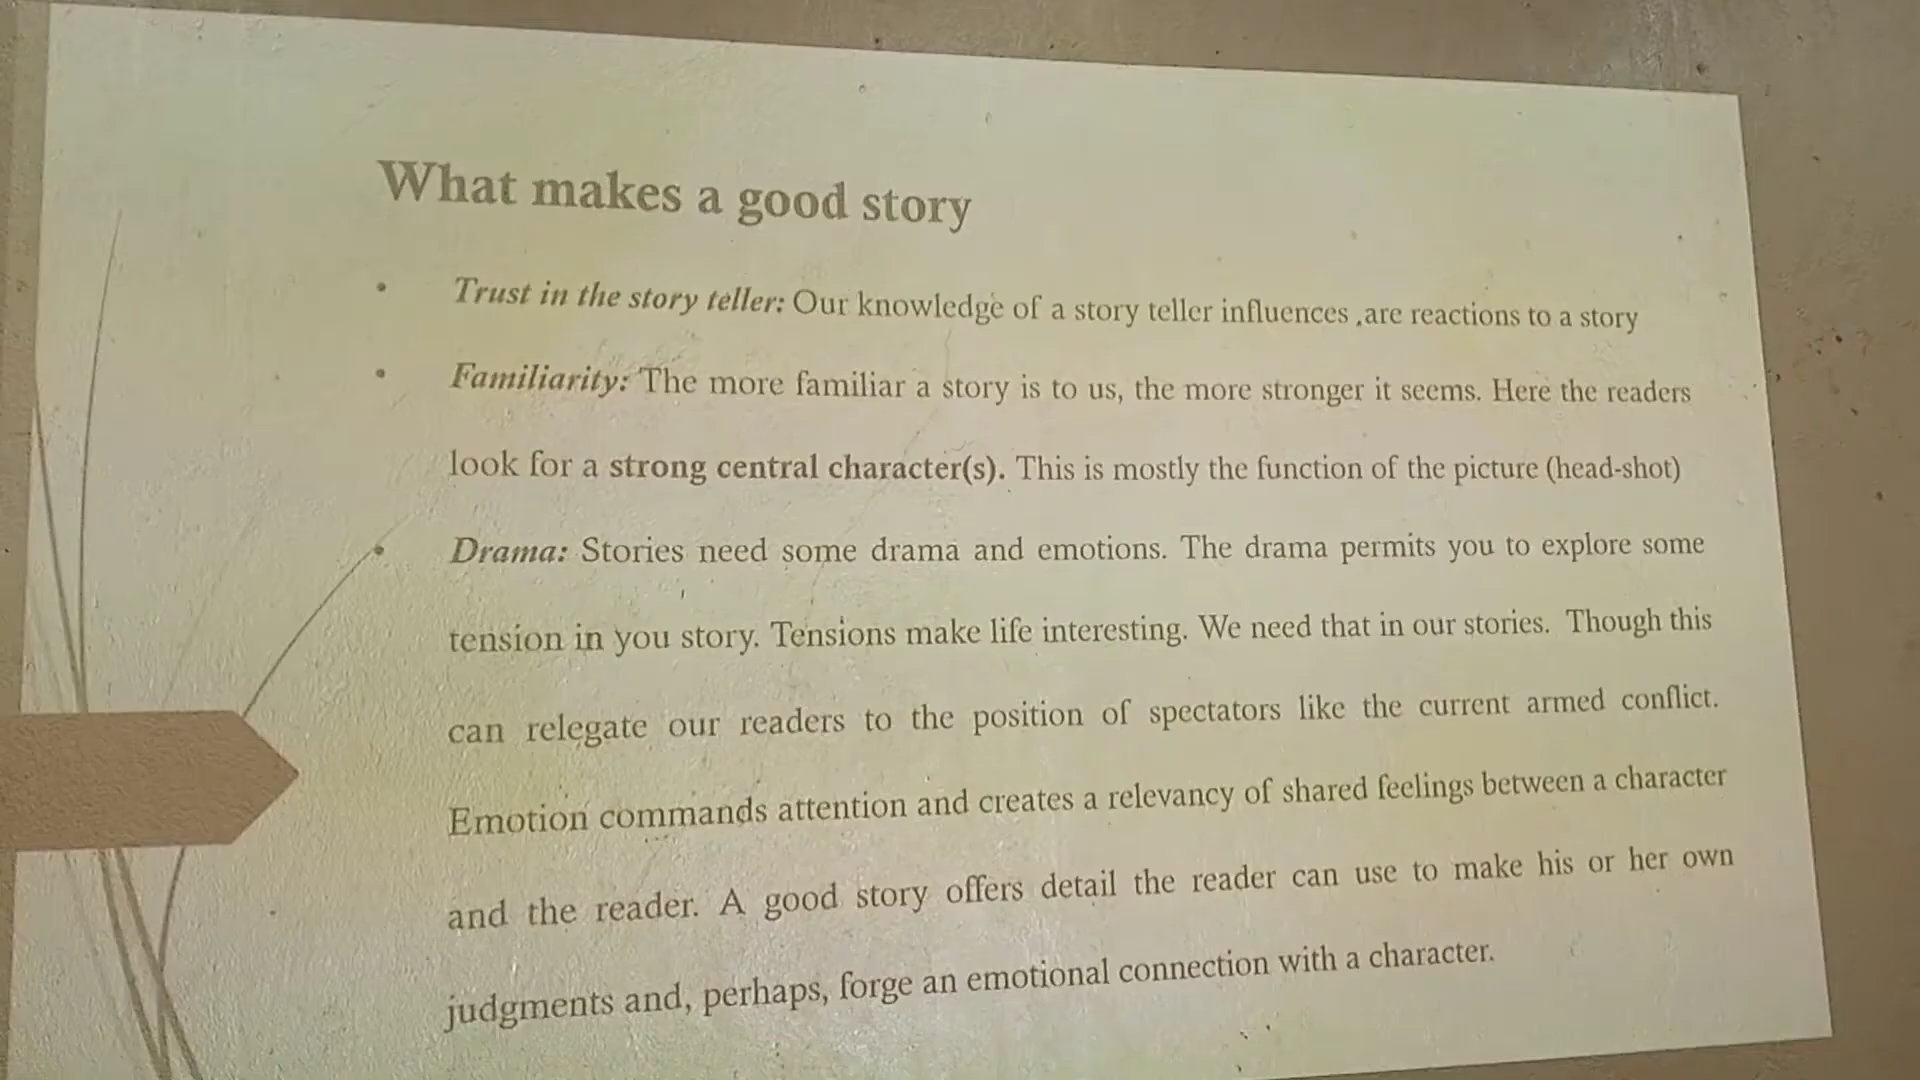 What makes a good story
• Trust in the story teller: Our knowledge of a story teller influences ,are reactions to a story
• Familiarity: The more familiar a story is to us, the more stronger it seems. Here the readers
look for a strong central character(s). This is mostly the function of the picture (head-shot)
• Drama: Stories need some drama and emotions. The drama permits you to explore some
tension in you story. Tensions make life interesting. We need that in our stories. Though this
can relegate our readers to the position of spectators like the current armed conflict.
Emotion commands attention and creates a relevancy of shared feelings between a character
and the reader. A good story offers detail the reader can use to make his or her own
judgments and, perhaps, forge an emotional connection with a character.